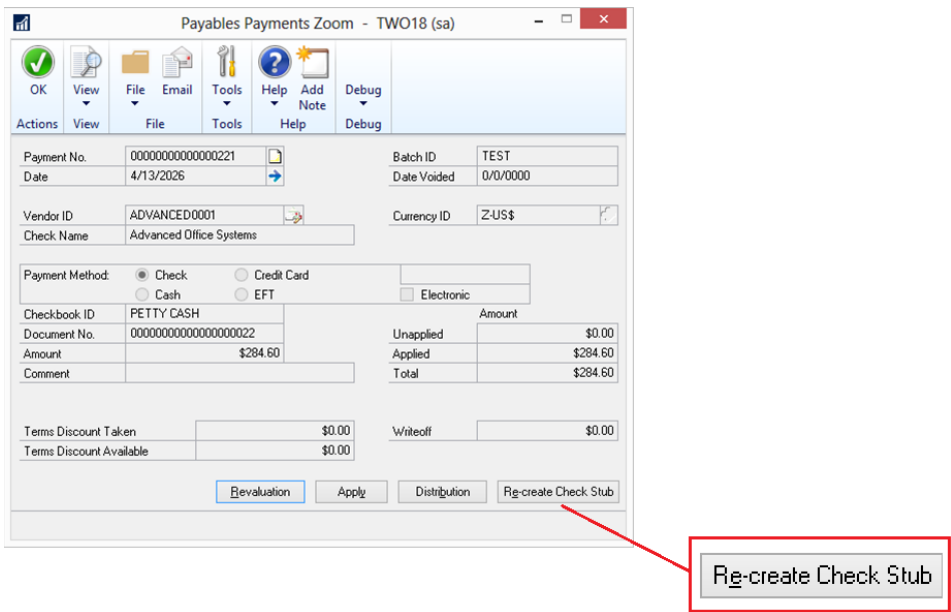 Payables Payments Zoom - TWO18 (sa)
OK View File Email Tools Help Add Note Debug
Actions View File Tools Help Debug
Payment No. 00000000000000221 Batch ID TEST
Date 4/13/2026 Date Voided 0/0/0000
Vendor ID ADVANCED0001 Currency ID Z-US$
Check Name Advanced Office Systems
Payment Method: Check Credit Card
Cash EFT Electronic
Checkbook ID PETTY CASH Amount
Document No. 00000000000000000022 Unapplied $0.00
Amount $284.60 Applied $284.60
Comment Total $284.60
Terms Discount Taken $0.00 Writeoff $0.00
Terms Discount Available $0.00
Revaluation Apply Distribution Re-create Check Stub
Re-create Check Stub